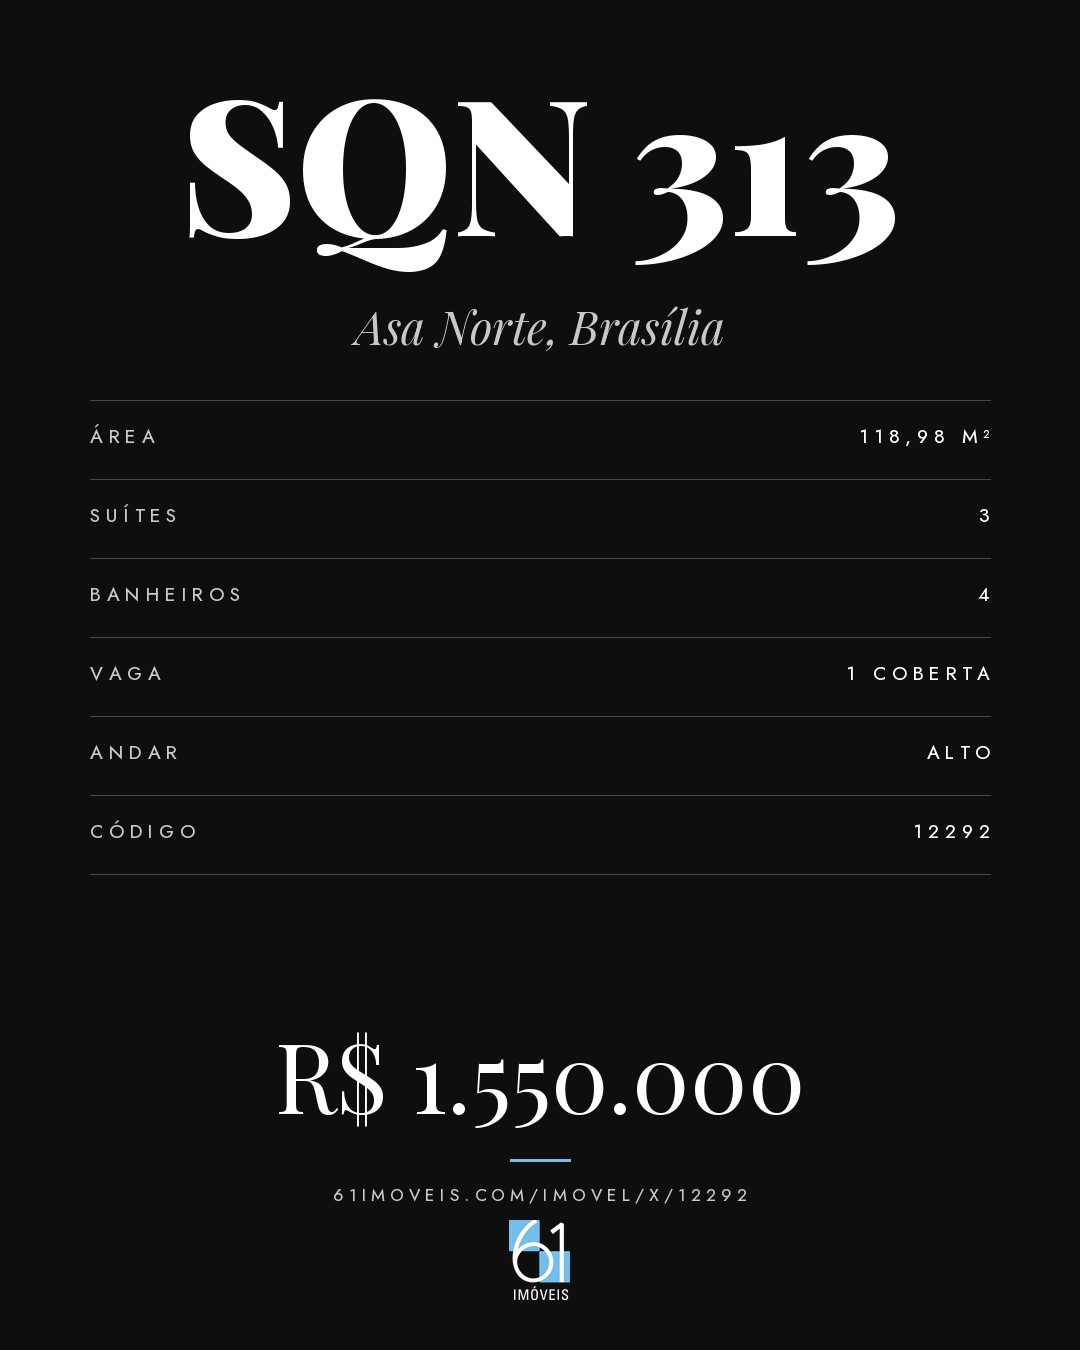 SQN 313
Asa Norte, Brasília
ÁREA 118,98 M²
SUÍTES 3
BANHEIROS 4
VAGA 1 COBERTA
ANDAR ALTO
CÓDIGO 12292
R$ 1.550.000
61IMOVEIS.COM/IMOVEL/X/12292
61
IMÓVEIS